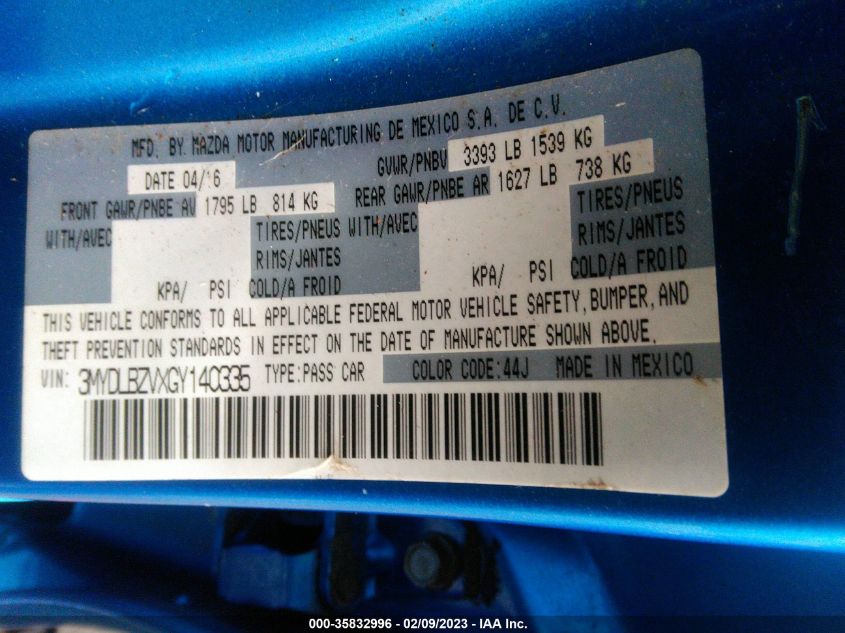 MFD. BY MAZDA MOTOR MANUFACTURING DE MEXICO S.A. DE C.V.
DATE 04/'6 GVWR/PNBV 3393 LB 1539 KG
FRONT GAWR/PNBE AV 1795 LB 814 KG REAR GAWR/PNBE AR 1627 LB 738 KG
WITH/AVEC TIRES/PNEUS WITH/AVEC TIRES/PNEUS
RIMS/JANTES RIMS/JANTES
KPA/ PSI COLD/A FROID KPA/ PSI COLD/A FROID
THIS VEHICLE CONFORMS TO ALL APPLICABLE FEDERAL MOTOR VEHICLE SAFETY, BUMPER, AND
THEFT PREVENTION STANDARDS IN EFFECT ON THE DATE OF MANUFACTURE SHOWN ABOVE.
VIN: 3MYDLBZVXGY140335 TYPE:PASS CAR COLOR CODE:44J MADE IN MEXICO
000-35832996 - 02/09/2023 - IAA Inc.